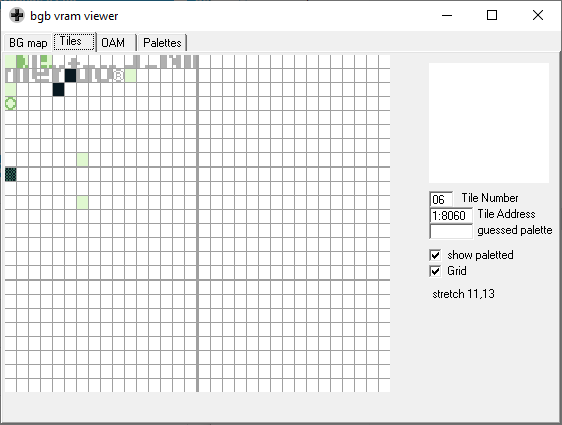 bgb vram viewer
BG map Tiles OAM Palettes
06 Tile Number
1:8060 Tile Address
guessed palette
show paletted
Grid
stretch 11,13